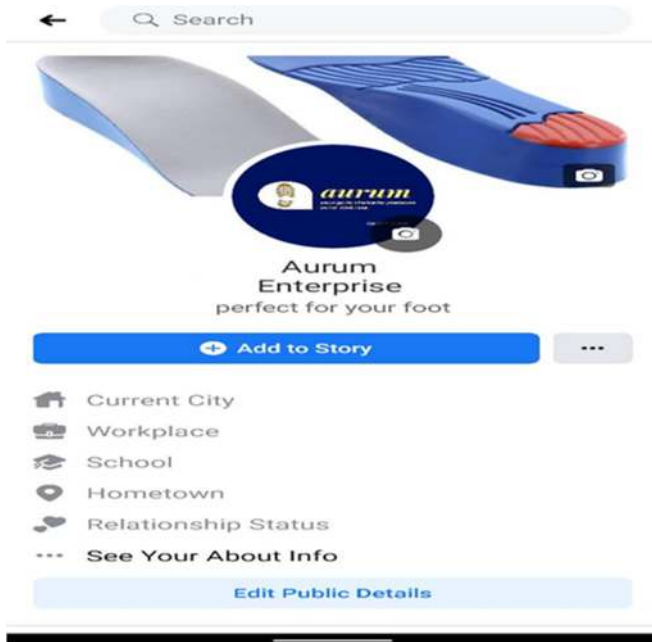 Search
aurum
Aurum
Enterprise
perfect for your foot
Add to Story
Current City
Workplace
School
Hometown
Relationship Status
See Your About Info
Edit Public Details